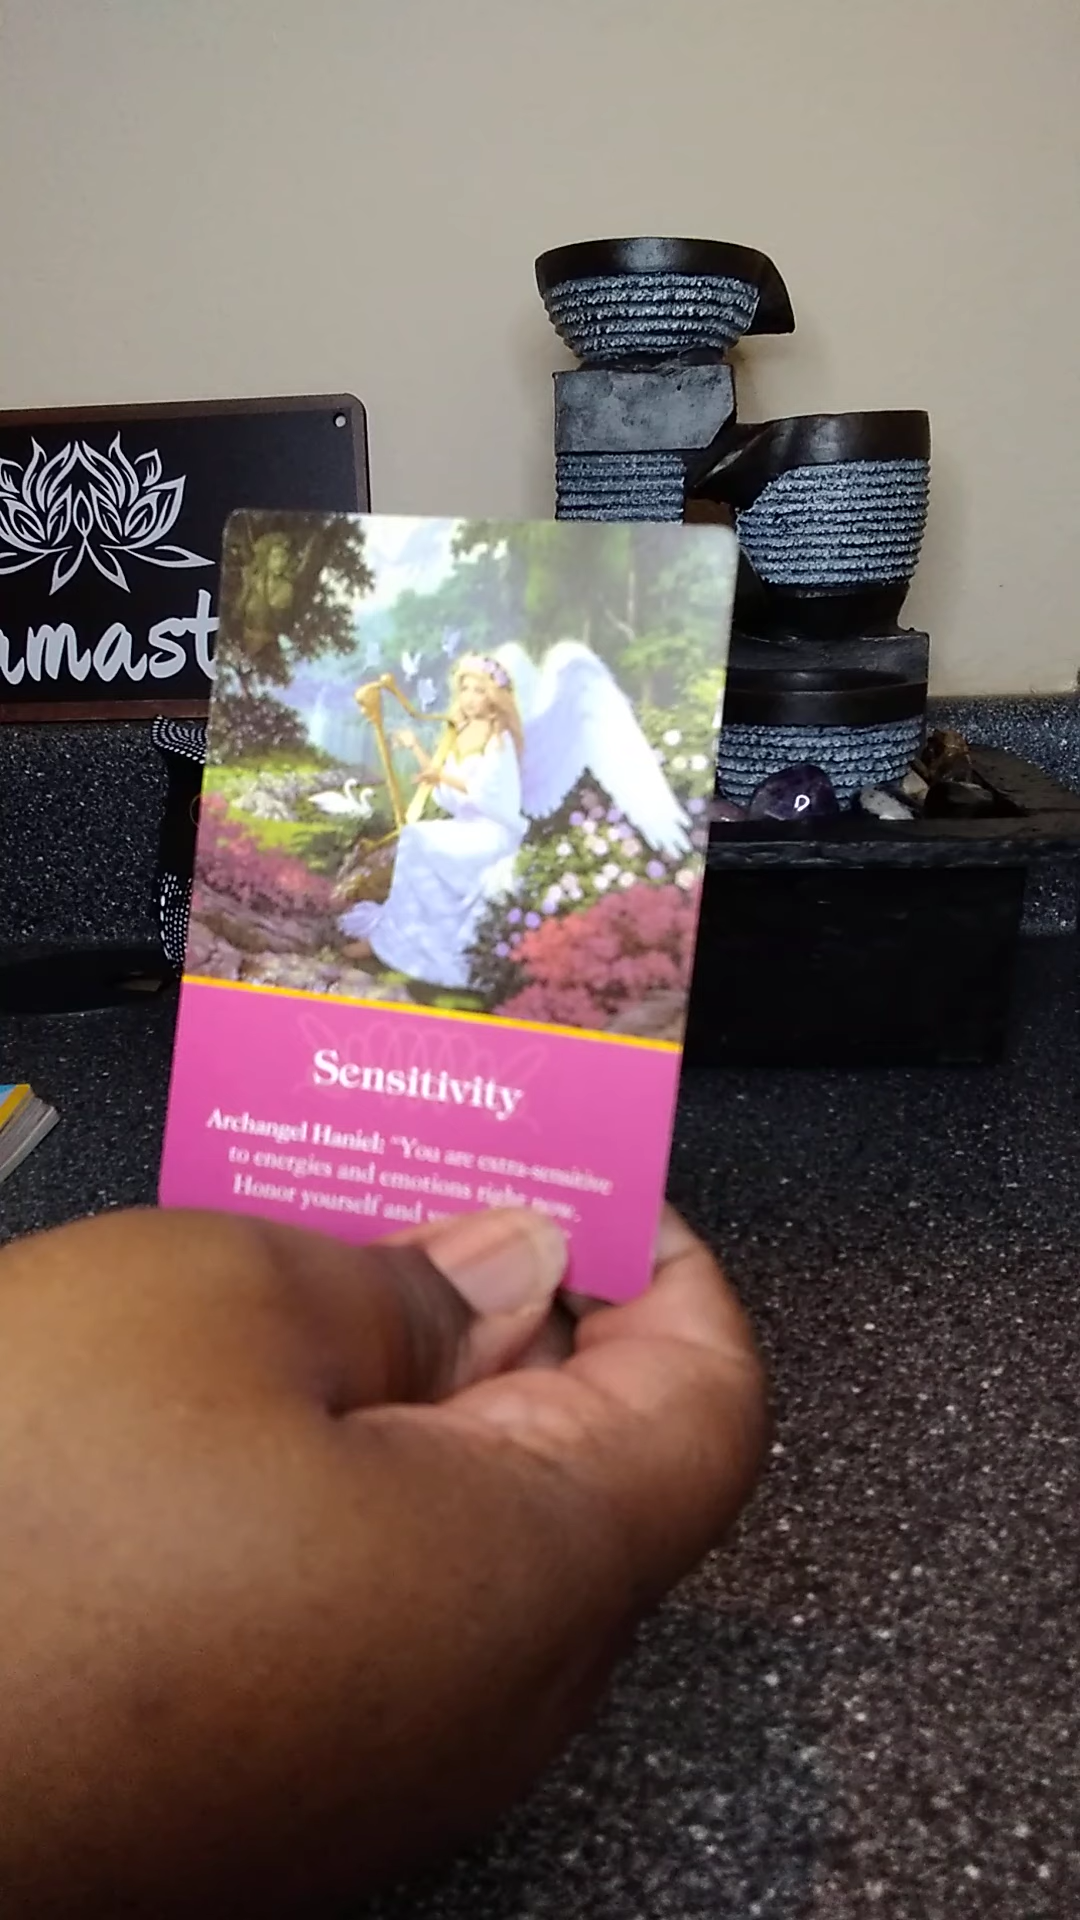 amast
Sensitivity
Archangel Haniel: "You are extra-sensitive
to energies and emotions right now.
Honor yourself and